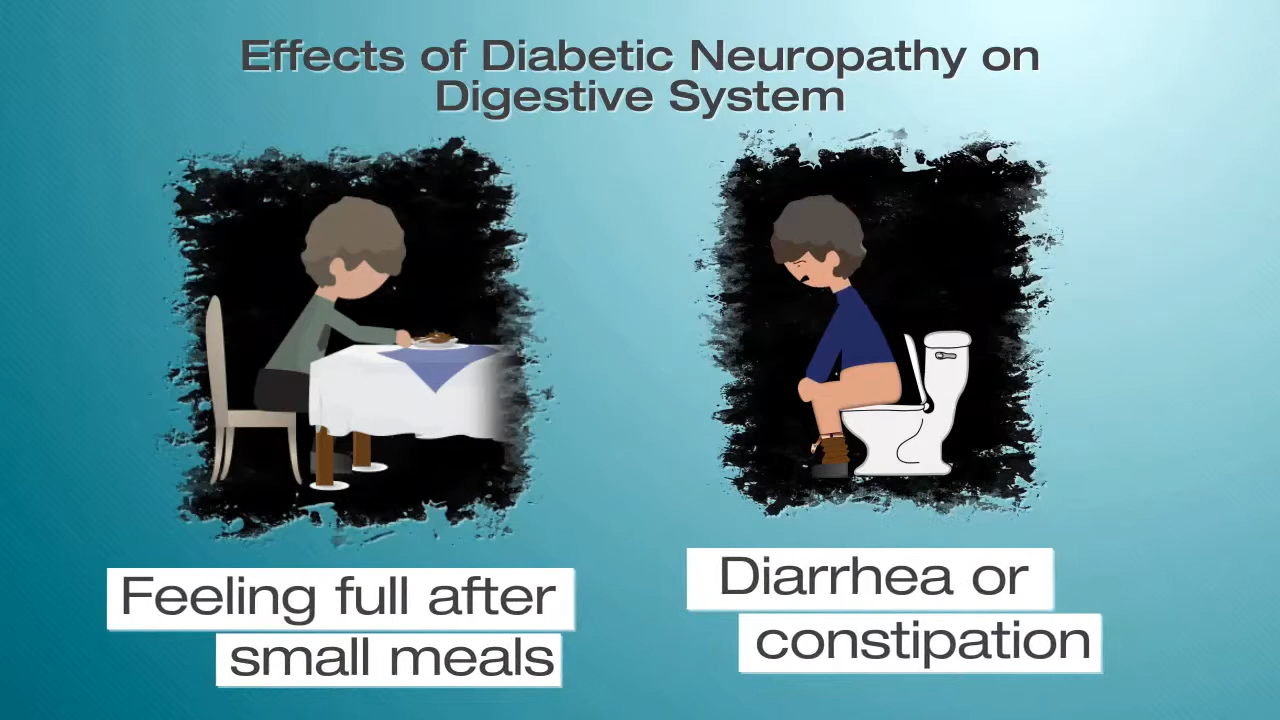 Effects of Diabetic Neuropathy on
Digestive System
Feeling full after
small meals
Diarrhea or
constipation